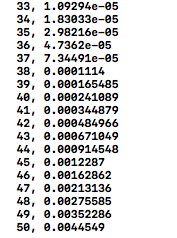 33, 1.09294e-05
34, 1.83033e-05
35, 2.98216e-05
36, 4.7362e-05
37, 7.34491e-05
38, 0.0001114
39, 0.000165485
40, 0.000241089
41, 0.000344879
42, 0.000484966
43, 0.000671049
44, 0.000914548
45, 0.0012287
46, 0.00162862
47, 0.00213136
48, 0.00275585
49, 0.00352286
50, 0.0044549